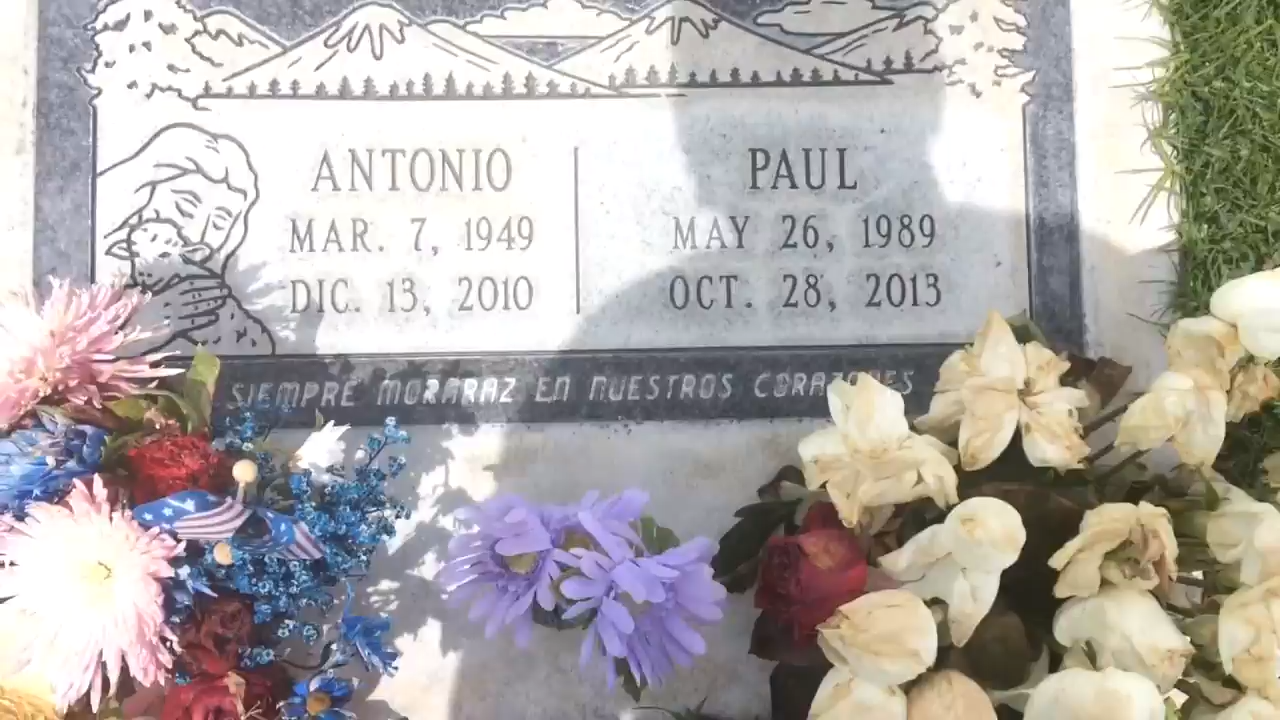 ANTONIO
MAR. 7, 1949
DIC. 13, 2010
PAUL
MAY 26, 1989
OCT. 28, 2013
SIEMPRE MORARAZ EN NUESTROS CORAZONES